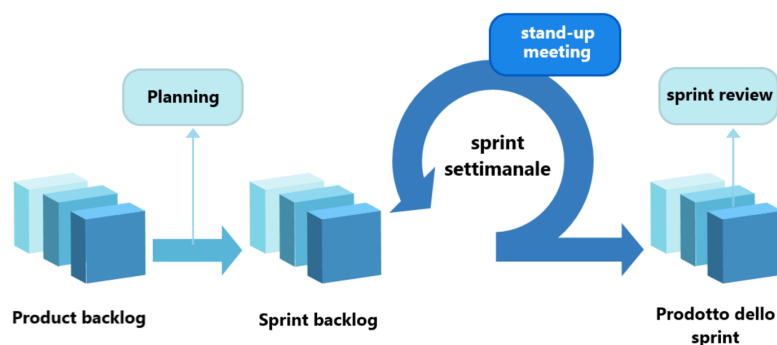 stand-up
meeting
Planning
sprint review
sprint
settimanale
Product backlog
Sprint backlog
Prodotto dello
sprint